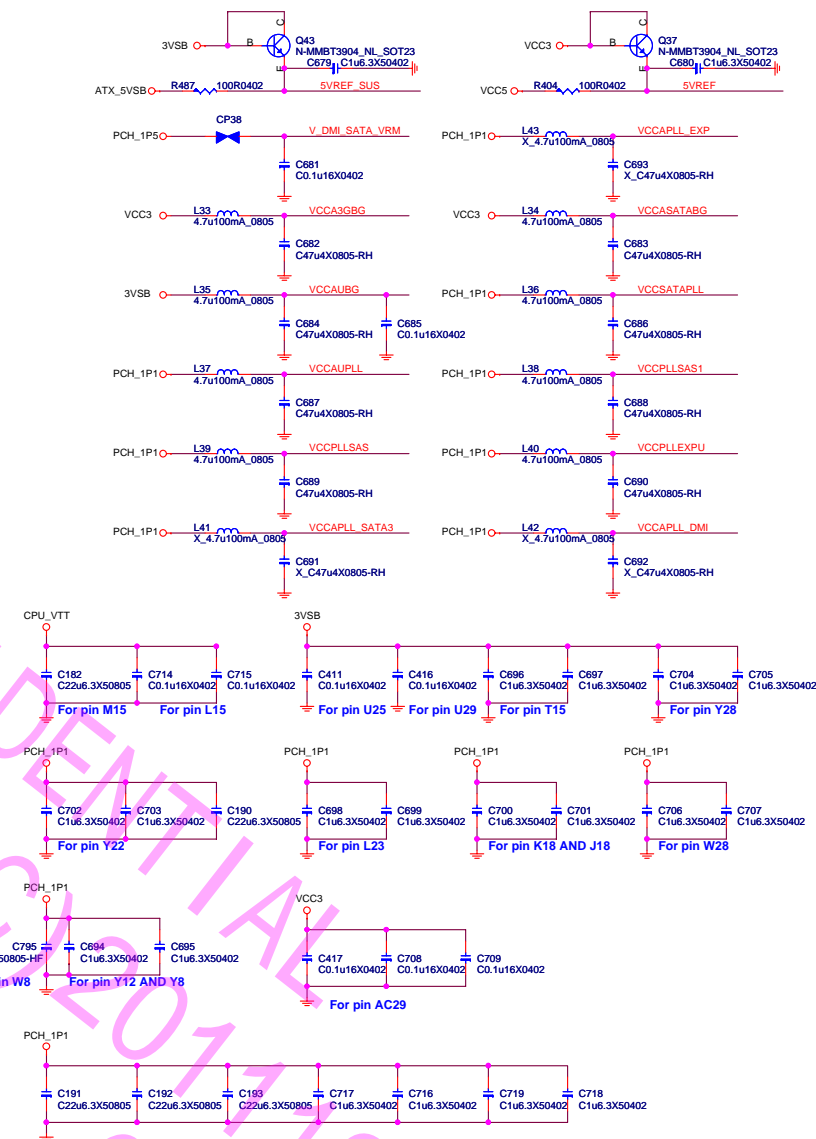 C
3VSB
B
Q43
N-MMBT3904_NL_SOT23
C679
C1u6.3X50402
E
ATX_5VSB
R487
100R0402
5VREF_SUS
C
VCC3
B
Q37
N-MMBT3904_NL_SOT23
C680
C1u6.3X50402
E
VCC5
R404
100R0402
5VREF
CP38
PCH_1P5
V_DMI_SATA_VRM
C681
C0.1u16X0402
PCH_1P1
L43
X_4.7u100mA_0805
VCCAPLL_EXP
C693
X_C47u4X0805-RH
VCC3
L33
4.7u100mA_0805
VCCA3GBG
C682
C47u4X0805-RH
VCC3
L34
4.7u100mA_0805
VCCASATABG
C683
C47u4X0805-RH
3VSB
L35
4.7u100mA_0805
VCCAUBG
C684
C47u4X0805-RH
C685
C0.1u16X0402
PCH_1P1
L36
4.7u100mA_0805
VCCSATAPLL
C686
C47u4X0805-RH
PCH_1P1
L37
4.7u100mA_0805
VCCAUPLL
C687
C47u4X0805-RH
PCH_1P1
L38
4.7u100mA_0805
VCCPLLSAS1
C688
C47u4X0805-RH
PCH_1P1
L39
4.7u100mA_0805
VCCPLLSAS
C689
C47u4X0805-RH
PCH_1P1
L40
4.7u100mA_0805
VCCPLLEXPU
C690
C47u4X0805-RH
PCH_1P1
L41
X_4.7u100mA_0805
VCCAPLL_SATA3
C691
X_C47u4X0805-RH
PCH_1P1
L42
X_4.7u100mA_0805
VCCAPLL_DMI
C692
X_C47u4X0805-RH
CPU_VTT
C182
C22u6.3X50805
C714
C0.1u16X0402
C715
C0.1u16X0402
For pin M15
For pin L15
3VSB
C411
C0.1u16X0402
C416
C0.1u16X0402
C696
C1u6.3X50402
C697
C1u6.3X50402
C704
C1u6.3X50402
C705
C1u6.3X50402
For pin U25
For pin U29
For pin T15
For pin Y28
PCH_1P1
C702
C1u6.3X50402
C703
C1u6.3X50402
C190
C22u6.3X50805
For pin Y22
PCH_1P1
C698
C1u6.3X50402
C699
C1u6.3X50402
For pin L23
PCH_1P1
C700
C1u6.3X50402
C701
C1u6.3X50402
For pin K18 AND J18
PCH_1P1
C706
C1u6.3X50402
C707
C1u6.3X50402
For pin W28
PCH_1P1
C795
50805-HF
C694
C1u6.3X50402
C695
C1u6.3X50402
n W8
For pin Y12 AND Y8
VCC3
C417
C0.1u16X0402
C708
C0.1u16X0402
C709
C0.1u16X0402
For pin AC29
PCH_1P1
C191
C22u6.3X50805
C192
C22u6.3X50805
C193
C22u6.3X50805
C717
C1u6.3X50402
C716
C1u6.3X50402
C719
C1u6.3X50402
C718
C1u6.3X50402
DENTIAL